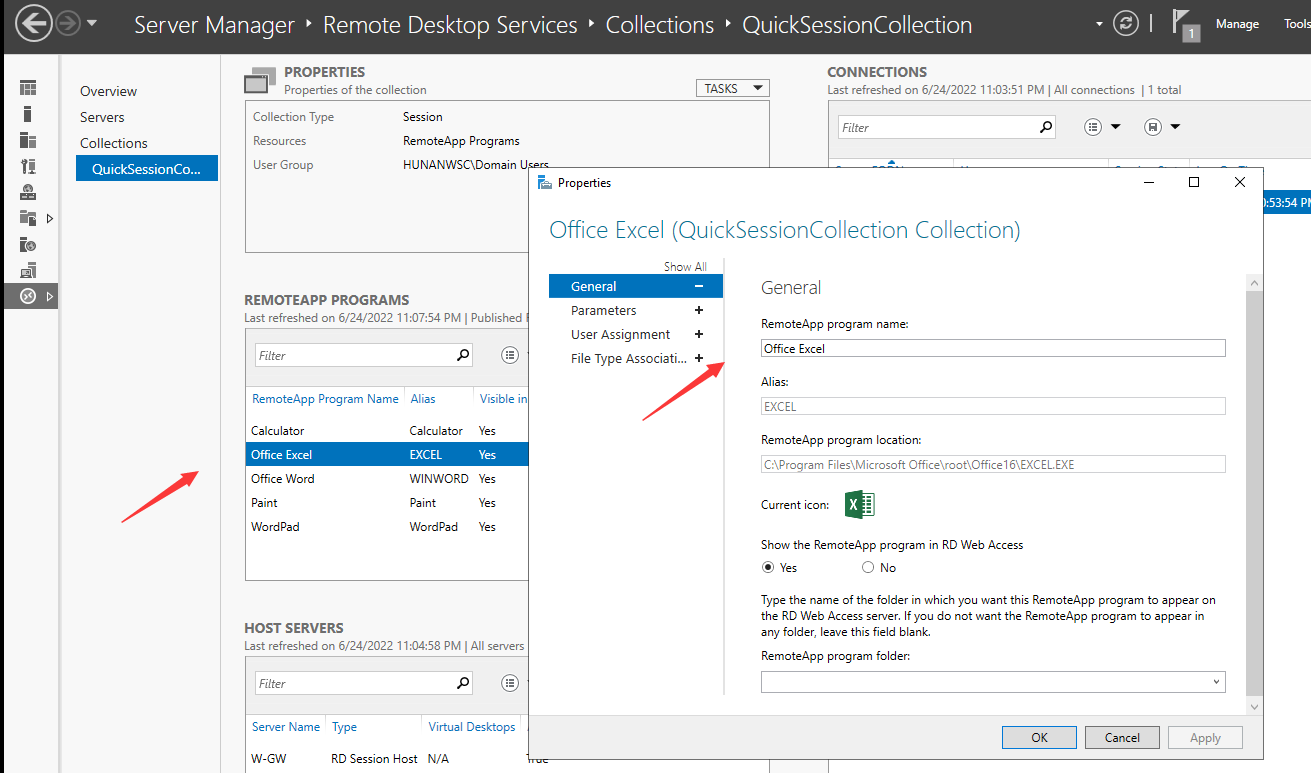 Server Manager ‣ Remote Desktop Services ‣ Collections ‣ QuickSessionCollection
1
Manage
Tools
Overview
Servers
Collections
QuickSessionCo...
PROPERTIES
Properties of the collection
TASKS
Collection Type Session
Resources RemoteApp Programs
User Group HUNANWSC\Domain Users
CONNECTIONS
Last refreshed on 6/24/2022 11:03:51 PM | All connections | 1 total
Filter
0:53:54 PM
REMOTEAPP PROGRAMS
Last refreshed on 6/24/2022 11:07:54 PM | Published
Filter
RemoteApp Program Name Alias Visible in
Calculator Calculator Yes
Office Excel EXCEL Yes
Office Word WINWORD Yes
Paint Paint Yes
WordPad WordPad Yes
HOST SERVERS
Last refreshed on 6/24/2022 11:04:58 PM | All servers
Filter
Server Name Type Virtual Desktops
W-GW RD Session Host N/A True
Properties
Office Excel (QuickSessionCollection Collection)
Show All
General –
Parameters +
User Assignment +
File Type Associati... +
General
RemoteApp program name:
Office Excel
Alias:
EXCEL
RemoteApp program location:
C:\Program Files\Microsoft Office\root\Office16\EXCEL.EXE
Current icon:
X
Show the RemoteApp program in RD Web Access
Yes No
Type the name of the folder in which you want this RemoteApp program to appear on
the RD Web Access server. If you do not want the RemoteApp program to appear in
any folder, leave this field blank.
RemoteApp program folder:
OK Cancel Apply